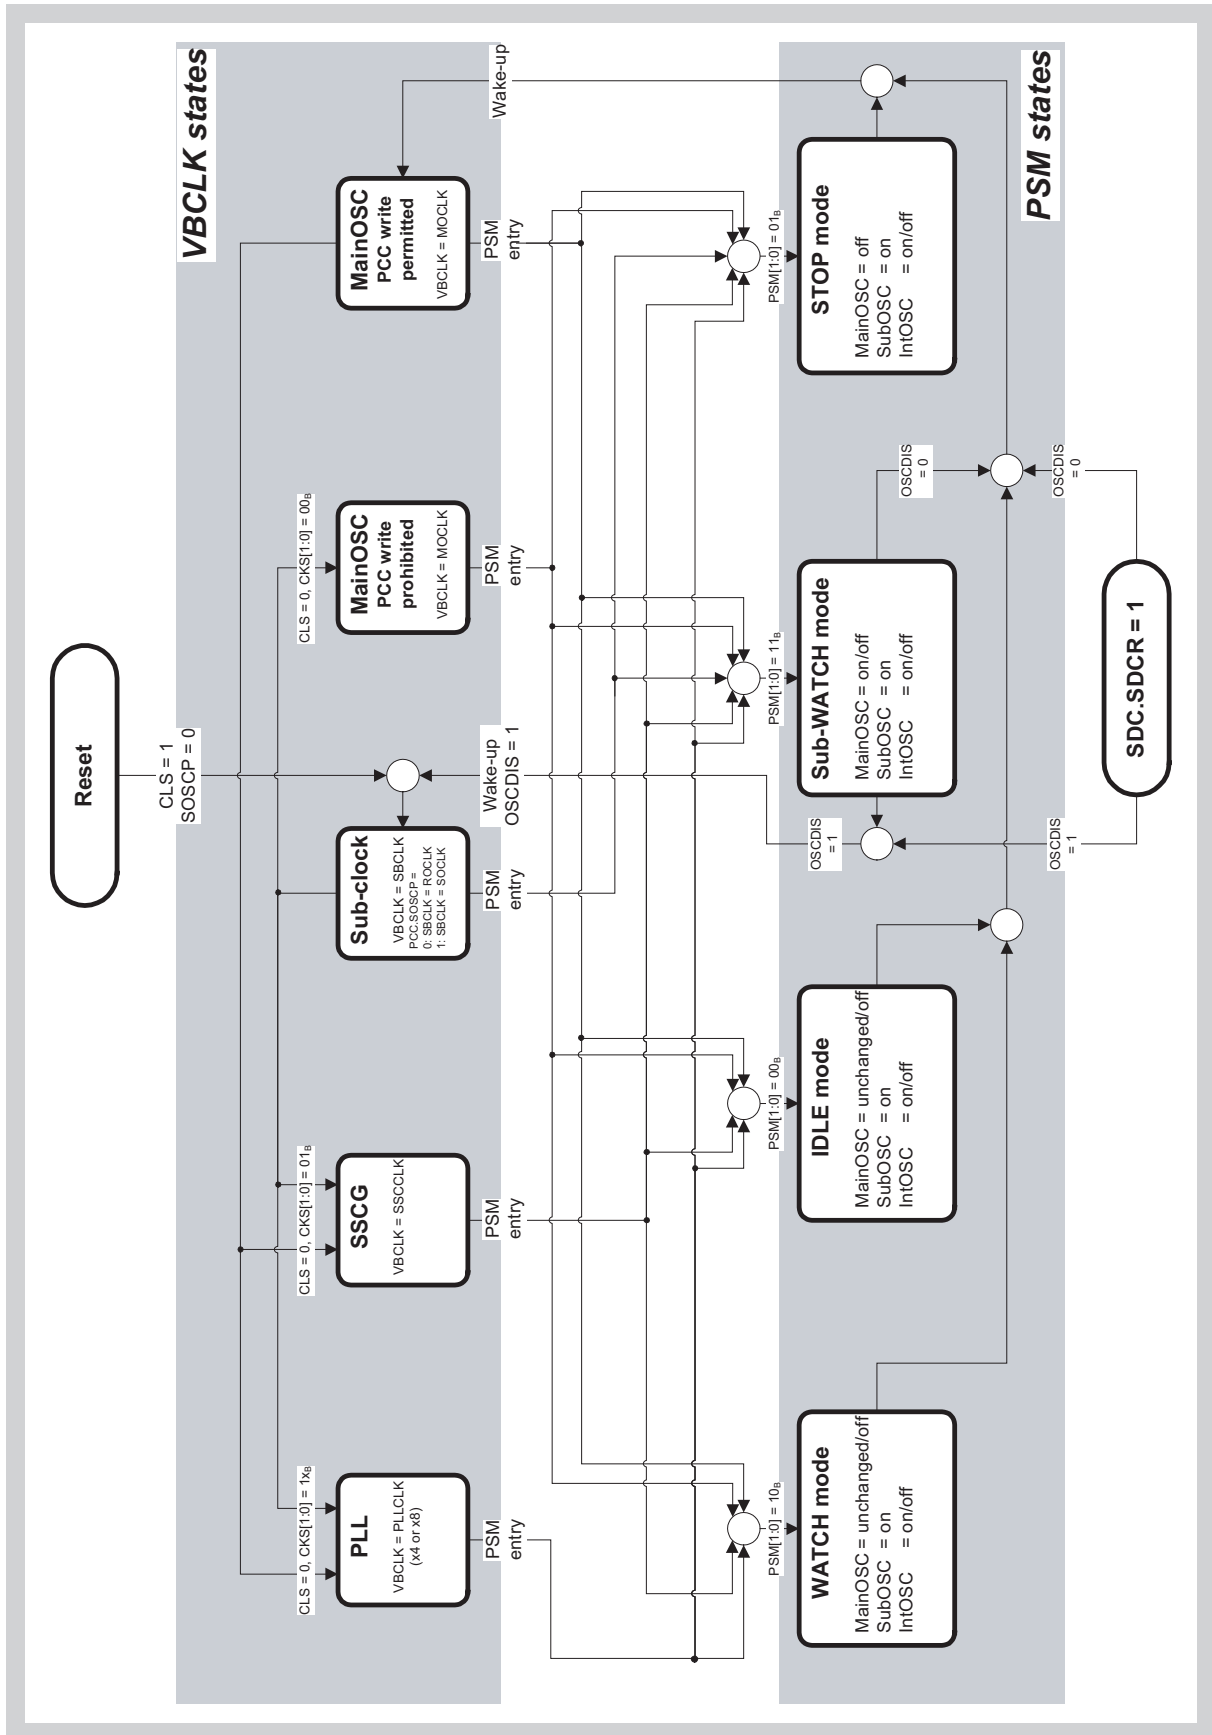 Reset
CLS = 1
SOSCP = 0
VBCLK states
PLL
VBCLK = PLLCLK
(x4 or x8)
CLS = 0, CKS[1:0] = 1xB
SSCG
VBCLK = SSCCLK
CLS = 0, CKS[1:0] = 01B
Sub-clock
VBCLK = SBCLK
PCC.SOSCP =
0: SBCLK = ROCLK
1: SBCLK = SOCLK
MainOSC
PCC write
prohibited
VBCLK = MOCLK
CLS = 0, CKS[1:0] = 00B
MainOSC
PCC write
permitted
VBCLK = MOCLK
PSM
entry
PSM
entry
PSM
entry
Wake-up
OSCDIS = 1
PSM
entry
PSM
entry
Wake-up
PSM[1:0] = 10B
PSM[1:0] = 00B
PSM[1:0] = 11B
PSM[1:0] = 01B
WATCH mode
MainOSC = unchanged/off
SubOSC = on
IntOSC = on/off
IDLE mode
MainOSC = unchanged/off
SubOSC = on
IntOSC = on/off
Sub-WATCH mode
MainOSC = on/off
SubOSC = on
IntOSC = on/off
STOP mode
MainOSC = off
SubOSC = on
IntOSC = on/off
OSCDIS
= 1
OSCDIS
= 0
PSM states
OSCDIS
= 1
OSCDIS
= 0
SDC.SDCR = 1